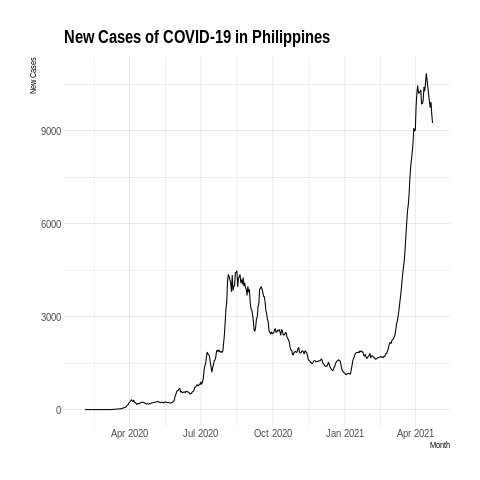 New Cases of COVID-19 in Philippines
New Cases
9000
6000
3000
0
Apr 2020 Jul 2020 Oct 2020 Jan 2021 Apr 2021
Month